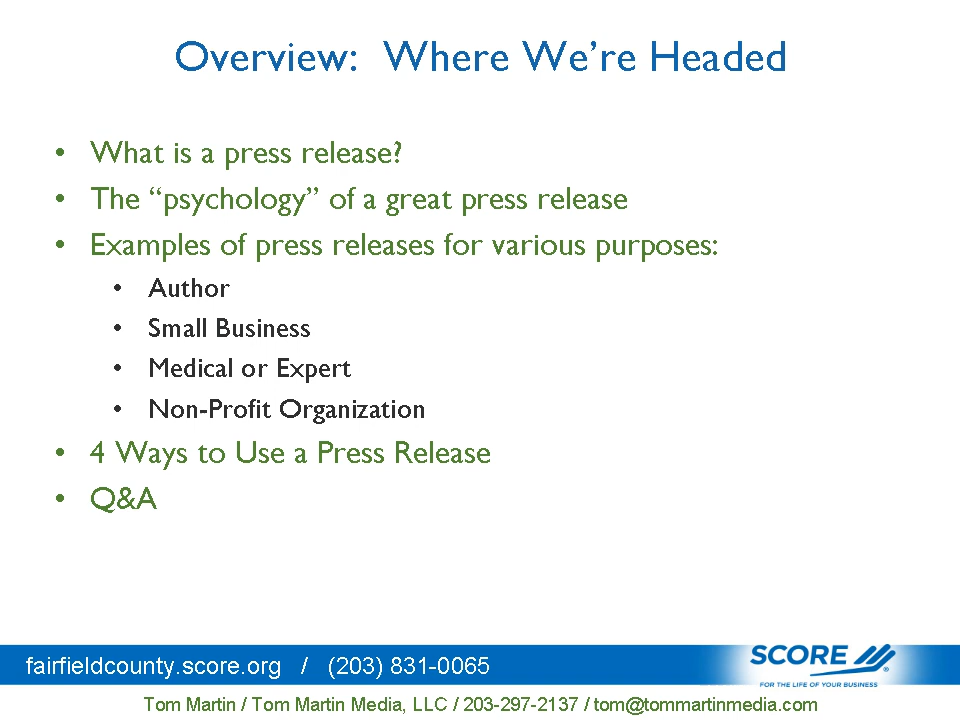 Overview:  Where We’re Headed
• What is a press release?
• The “psychology” of a great press release
• Examples of press releases for various purposes:
• Author
• Small Business
• Medical or Expert
• Non-Profit Organization
• 4 Ways to Use a Press Release
• Q&A
fairfieldcounty.score.org  /  (203) 831-0065
SCORE ®
FOR THE LIFE OF YOUR BUSINESS
Tom Martin / Tom Martin Media, LLC / 203-297-2137 / tom@tommartinmedia.com